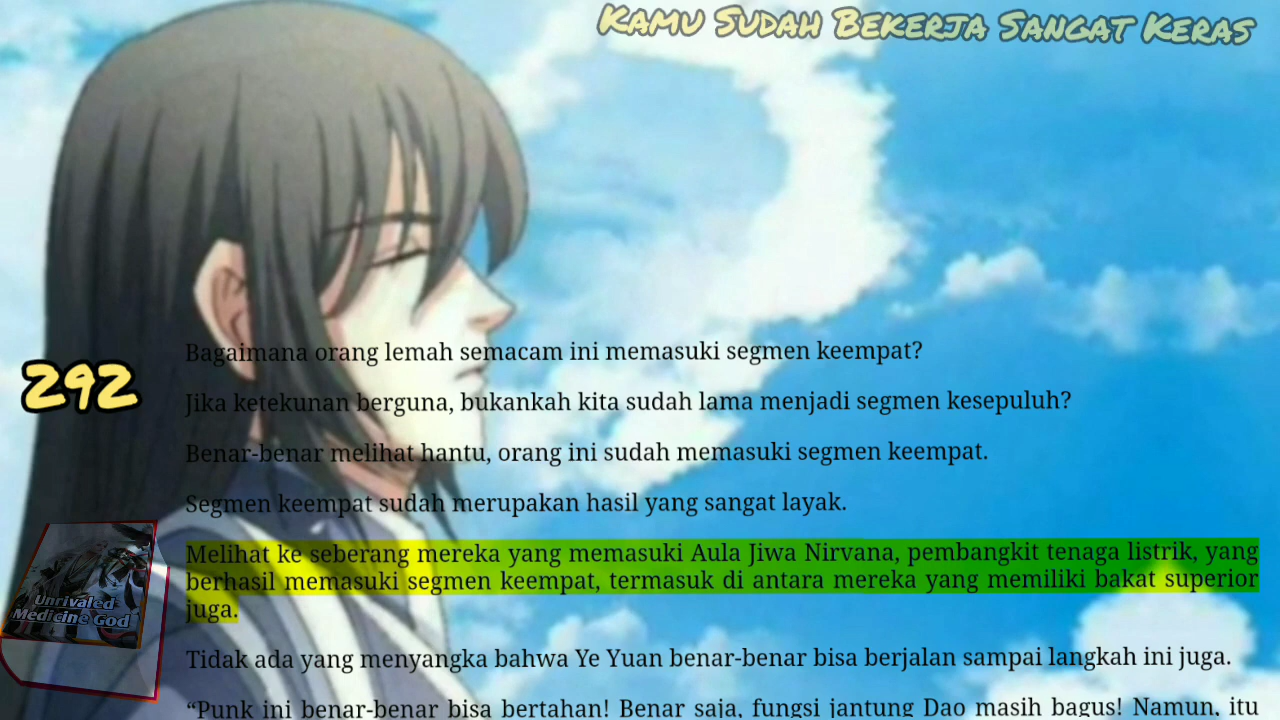 Kamu Sudah Bekerja Sangat Keras
Bagaimana orang lemah semacam ini memasuki segmen keempat?
292
Jika ketekunan berguna, bukankah kita sudah lama menjadi segmen kesepuluh?
Benar-benar melihat hantu, orang ini sudah memasuki segmen keempat.
Segmen keempat sudah merupakan hasil yang sangat layak.
Melihat ke seberang mereka yang memasuki Aula Jiwa Nirvana, pembangkit tenaga listrik, yang
berhasil memasuki segmen keempat, termasuk di antara mereka yang memiliki bakat superior
juga.
Unrivaled
Medicine God
Tidak ada yang menyangka bahwa Ye Yuan benar-benar bisa berjalan sampai langkah ini juga.
“Punk ini benar-benar bisa bertahan! Benar saja, fungsi jantung Dao masih bagus! Namun, itu